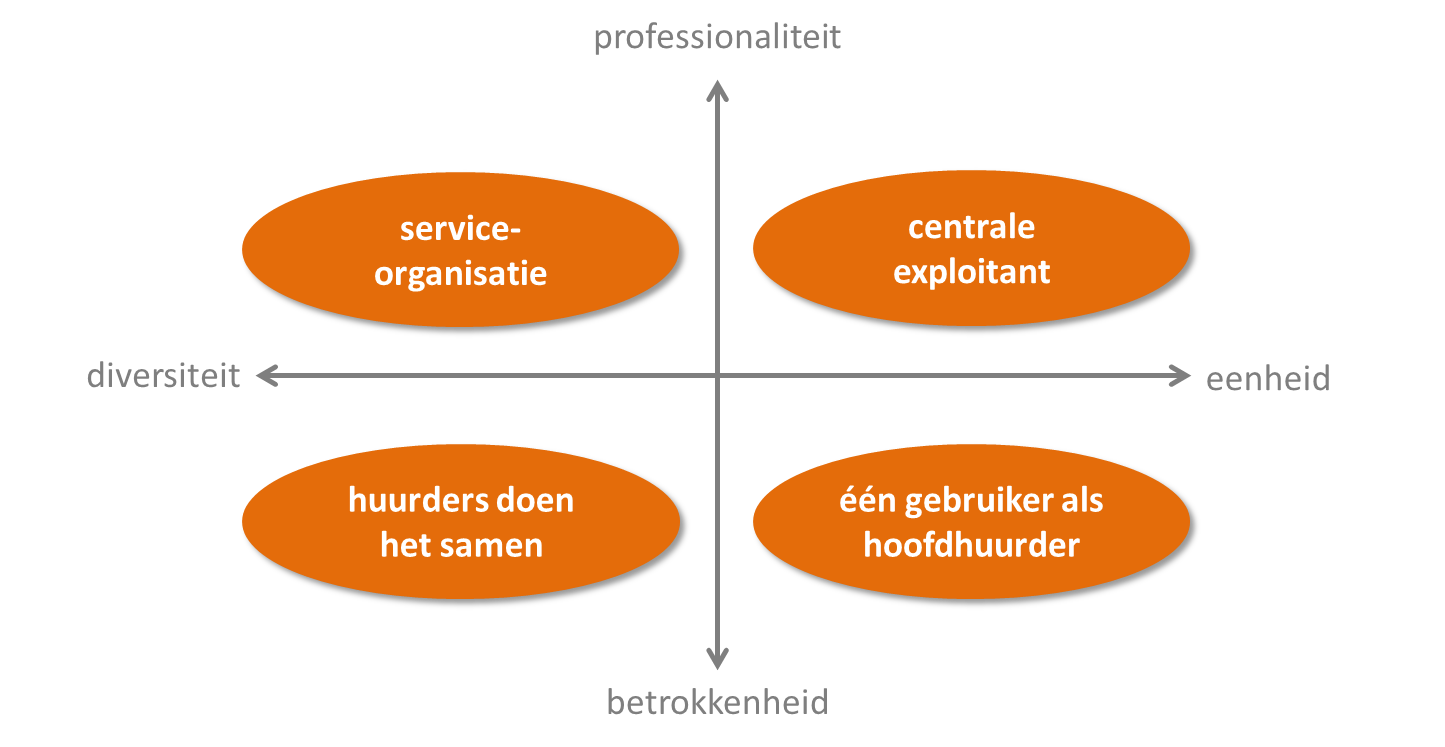 professionaliteit
service-
organisatie
centrale
exploitant
diversiteit
eenheid
huurders doen
het samen
één gebruiker als
hoofdhuurder
betrokkenheid